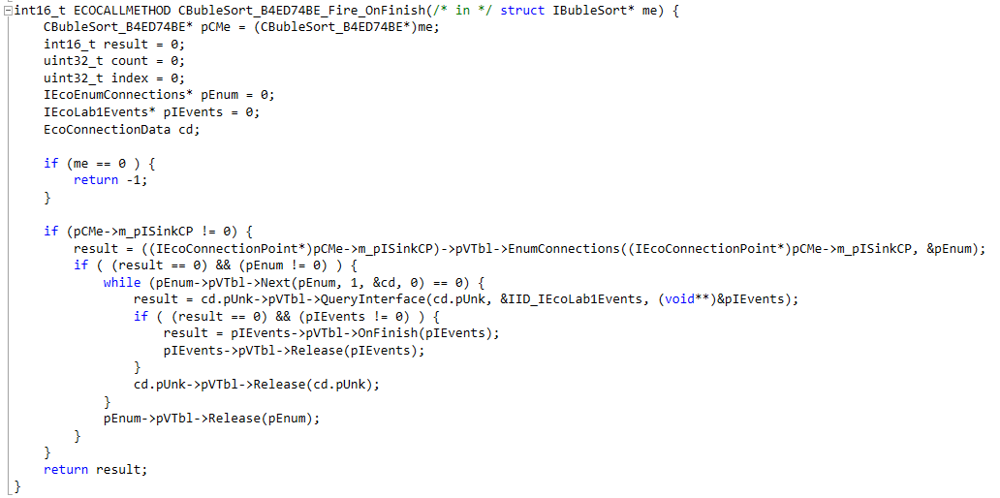 int16_t ECOCALLMETHOD CBubleSort_B4ED74BE_Fire_OnFinish(/* in */ struct IBubleSort* me) {
    CBubleSort_B4ED74BE* pCMe = (CBubleSort_B4ED74BE*)me;
    int16_t result = 0;
    uint32_t count = 0;
    uint32_t index = 0;
    IEcoEnumConnections* pEnum = 0;
    IEcoLab1Events* pIEvents = 0;
    EcoConnectionData cd;

    if (me == 0 ) {
        return -1;
    }

    if (pCMe->m_pISinkCP != 0) {
        result = ((IEcoConnectionPoint*)pCMe->m_pISinkCP)->pVTbl->EnumConnections((IEcoConnectionPoint*)pCMe->m_pISinkCP, &pEnum);
        if ( (result == 0) && (pEnum != 0) ) {
            while (pEnum->pVTbl->Next(pEnum, 1, &cd, 0) == 0) {
                result = cd.pUnk->pVTbl->QueryInterface(cd.pUnk, &IID_IEcoLab1Events, (void**)&pIEvents);
                if ( (result == 0) && (pIEvents != 0) ) {
                    result = pIEvents->pVTbl->OnFinish(pIEvents);
                    pIEvents->pVTbl->Release(pIEvents);
                }
                cd.pUnk->pVTbl->Release(cd.pUnk);
            }
            pEnum->pVTbl->Release(pEnum);
        }
    }
    return result;
}